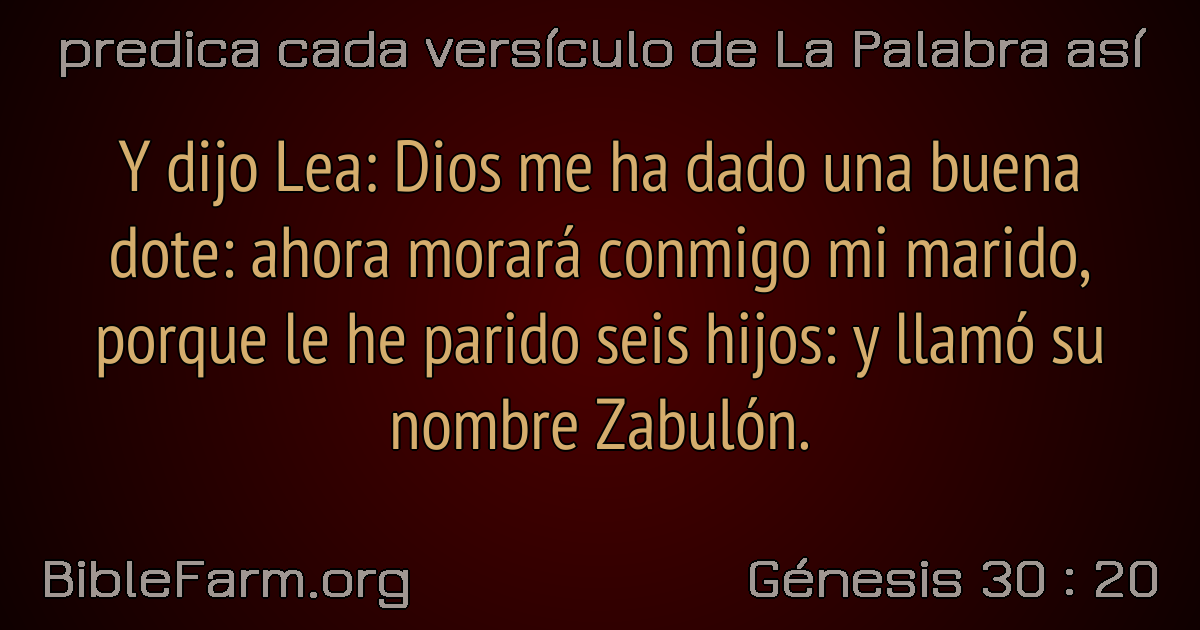 predica cada versículo de La Palabra así
Y dijo Lea: Dios me ha dado una buena
dote: ahora morará conmigo mi marido,
porque le he parido seis hijos: y llamó su
nombre Zabulón.
BibleFarm.org
Génesis 30 : 20